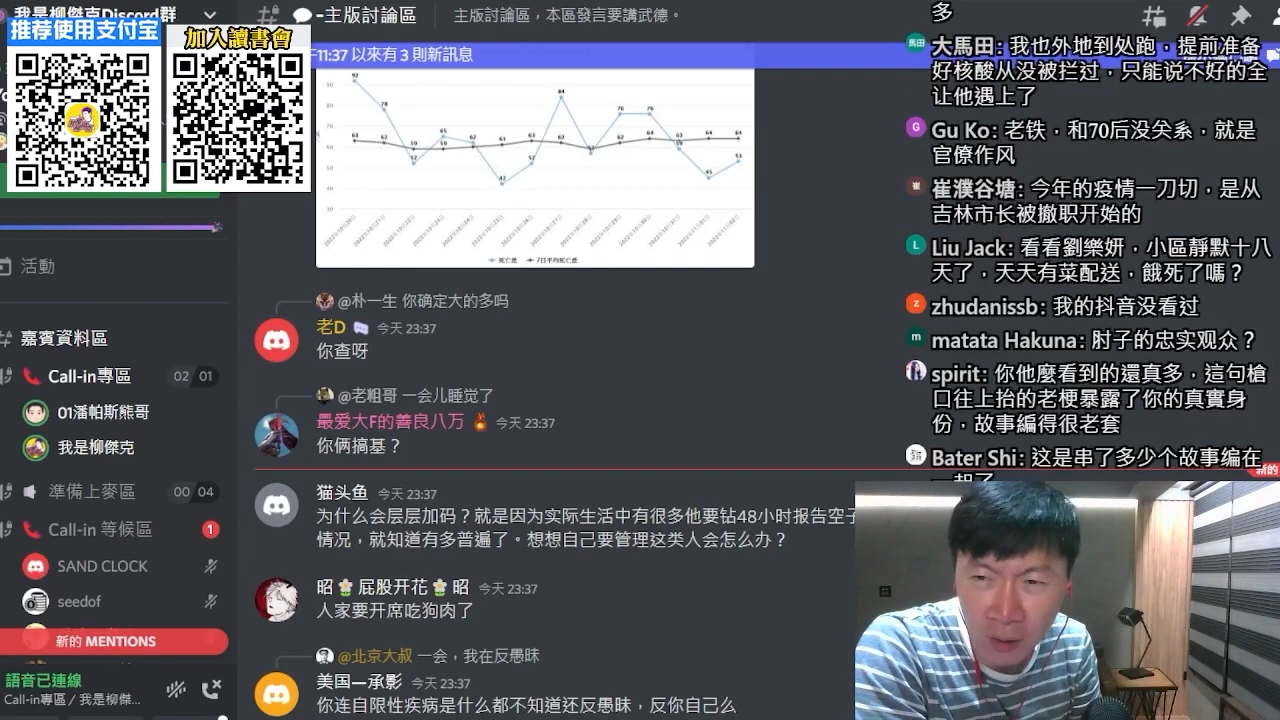 我是柳傑克Discord群
推荐使用支付宝
加入讀書會
活動
嘉賓資料區
Call-in專區
02 / 01
01潘帕斯熊哥
我是柳傑克
準備上麥區
00 / 04
Call-in 等候區
1
SAND CLOCK
seedof
新的 MENTIONS
語音已連線
Call-in專區 / 我是柳傑...
-主版討論區
主版討論區，本區發言要講武德。
11:37 以來有 3 則新訊息
92
78
84
76
76
死亡差
7日平均死亡差
@朴一生 你确定大的多吗
老D 今天 23:37
你查呀
@老粗哥 一会儿睡觉了
最爱大F的善良八万 今天 23:37
你俩搞基？
新的
猫头鱼 今天 23:37
为什么会层层加码？就是因为实际生活中有很多他要钻48小时报告空子
情况，就知道有多普遍了。想想自己要管理这类人会怎么办？
昭 屁股开花 昭 今天 23:37
人家要开席吃狗肉了
@北京大叔 一会，我在反愚昧
美国—承影 今天 23:37
你连自限性疾病是什么都不知道还反愚昧，反你自己么
多
大馬田: 我也外地到处跑，提前准备
好核酸从没被拦过，只能说不好的全
让他遇上了
Gu Ko: 老铁，和70后没关系，就是
官僚作风
崔濮谷塘: 今年的疫情一刀切，是从
吉林市长被撤职开始的
Liu Jack: 看看劉樂妍，小區靜默十八
天了，天天有菜配送，餓死了嗎？
zhudanissb: 我的抖音没看过
matata Hakuna: 肘子的忠实观众？
spirit: 你他麼看到的還真多，這句槍
口往上抬的老梗暴露了你的真實身
份，故事編得很老套
Bater Shi: 这是串了多少个故事编在